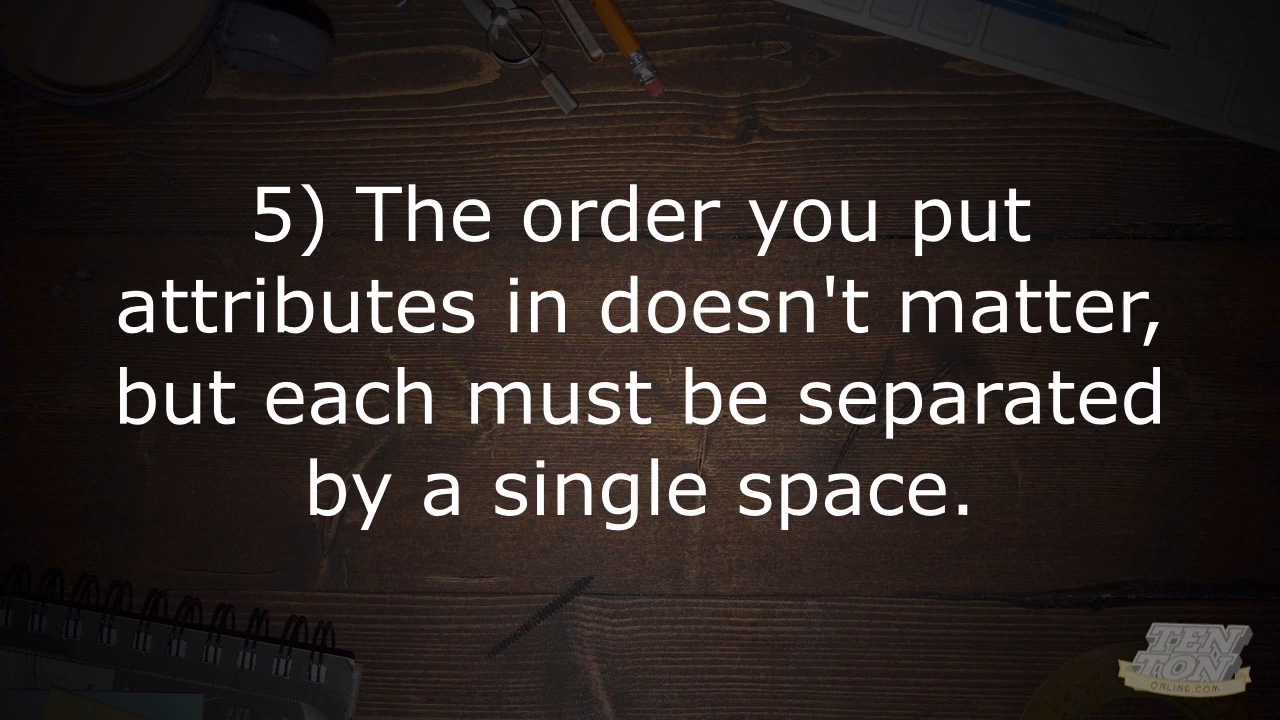 5) The order you put
attributes in doesn't matter,
but each must be separated
by a single space.
TEN
TON
ONLINE.COM